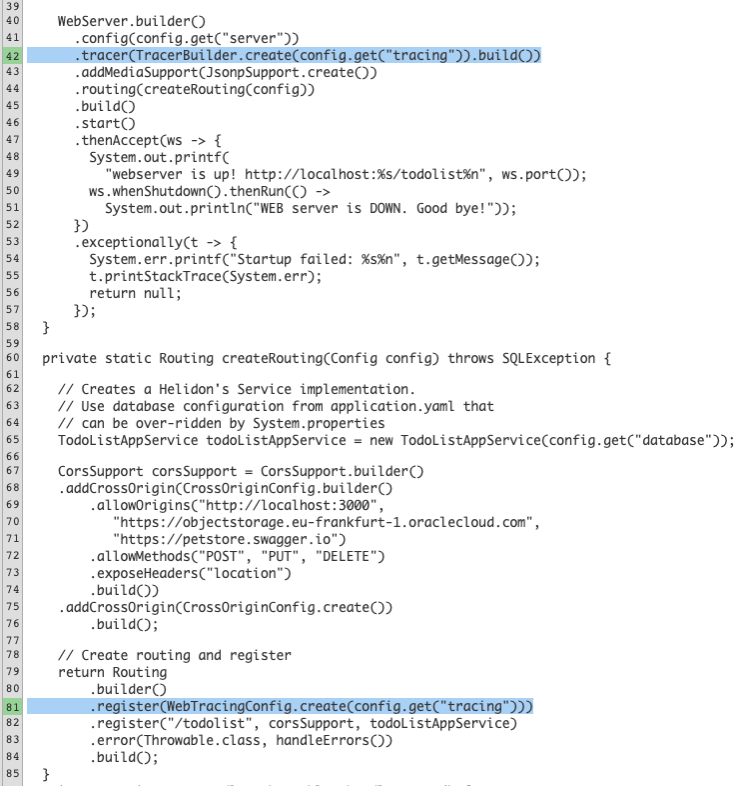 39
40 WebServer.builder()
41 .config(config.get("server"))
42 .tracer(TracerBuilder.create(config.get("tracing")).build())
43 .addMediaSupport(JsonpSupport.create())
44 .routing(createRouting(config))
45 .build()
46 .start()
47 .thenAccept(ws -> {
48 System.out.printf(
49 "webserver is up! http://localhost:%s/todolist%n", ws.port());
50 ws.whenShutdown().thenRun(() ->
51 System.out.println("WEB server is DOWN. Good bye!"));
52 })
53 .exceptionally(t -> {
54 System.err.printf("Startup failed: %s%n", t.getMessage());
55 t.printStackTrace(System.err);
56 return null;
57 });
58 }
59
60 private static Routing createRouting(Config config) throws SQLException {
61
62 // Creates a Helidon's Service implementation.
63 // Use database configuration from application.yaml that
64 // can be over-ridden by System.properties
65 TodoListAppService todoListAppService = new TodoListAppService(config.get("database"));
66
67 CorsSupport corsSupport = CorsSupport.builder()
68 .addCrossOrigin(CrossOriginConfig.builder()
69 .allowOrigins("http://localhost:3000",
70 "https://objectstorage.eu-frankfurt-1.oraclecloud.com",
71 "https://petstore.swagger.io")
72 .allowMethods("POST", "PUT", "DELETE")
73 .exposeHeaders("location")
74 .build())
75 .addCrossOrigin(CrossOriginConfig.create())
76 .build();
77
78 // Create routing and register
79 return Routing
80 .builder()
81 .register(WebTracingConfig.create(config.get("tracing")))
82 .register("/todolist", corsSupport, todoListAppService)
83 .error(Throwable.class, handleErrors())
84 .build();
85 }